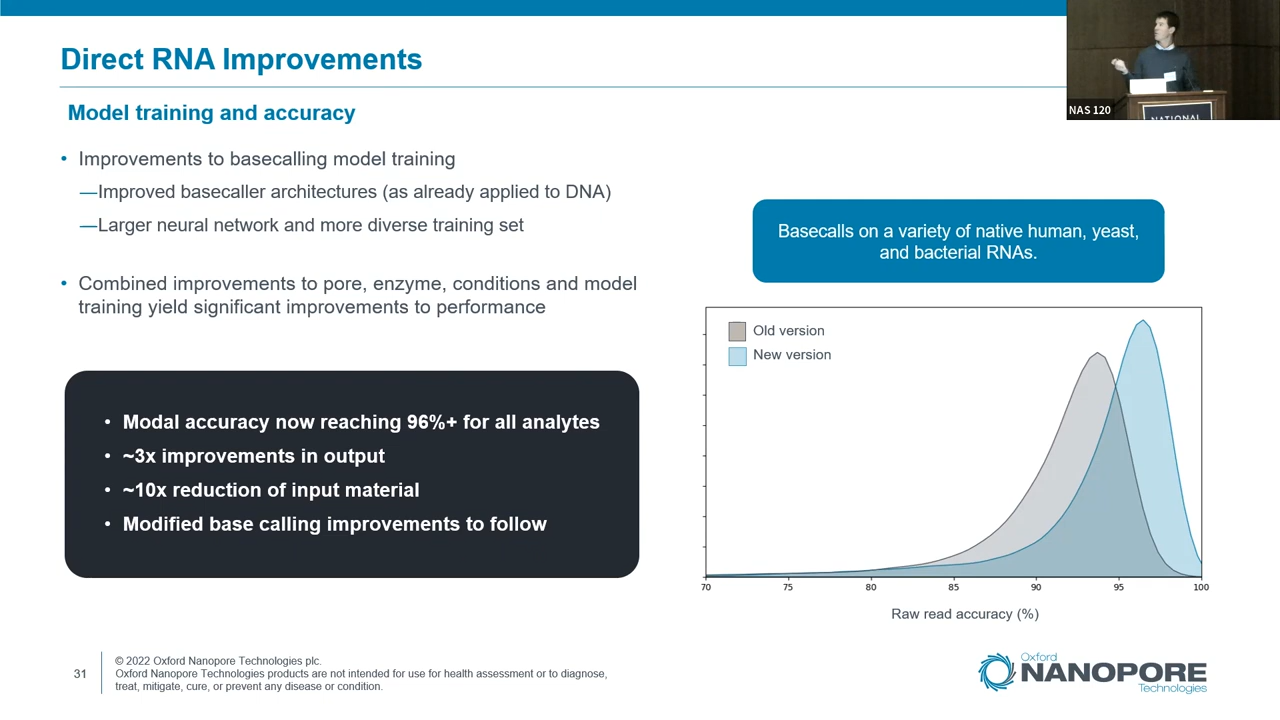 Direct RNA Improvements
Model training and accuracy
• Improvements to basecalling model training
—Improved basecaller architectures (as already applied to DNA)
—Larger neural network and more diverse training set
• Combined improvements to pore, enzyme, conditions and model
training yield significant improvements to performance
• Modal accuracy now reaching 96%+ for all analytes
• ~3x improvements in output
• ~10x reduction of input material
• Modified base calling improvements to follow
NAS 120
NATIONAL
Basecalls on a variety of native human, yeast,
and bacterial RNAs.
Old version
New version
70 75 80 85 90 95 100
Raw read accuracy (%)
31
© 2022 Oxford Nanopore Technologies plc.
Oxford Nanopore Technologies products are not intended for use for health assessment or to diagnose,
treat, mitigate, cure, or prevent any disease or condition.
Oxford
NANOPORE
Technologies